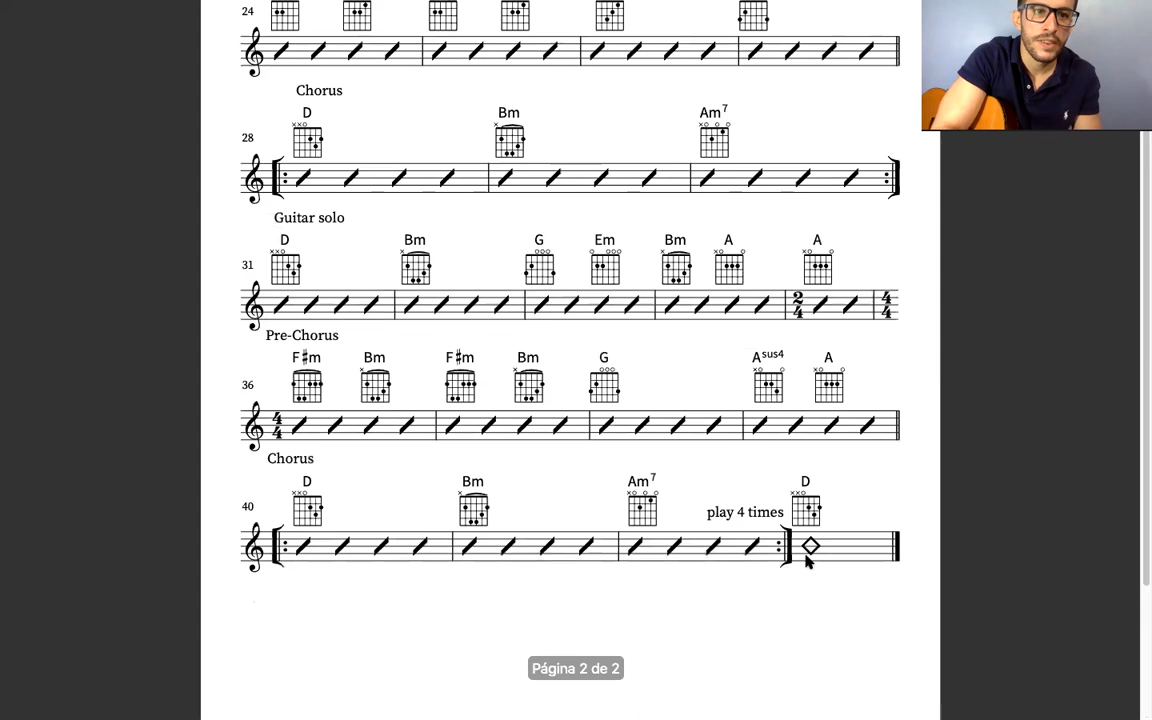 24
Chorus
D Bm Am7
28
Guitar solo
D Bm G Em Bm A A
31
2 4 4 4
Pre-Chorus
F♯m Bm F♯m Bm G Asus4 A
36
4 4
Chorus
D Bm Am7 D
40
play 4 times
Página 2 de 2